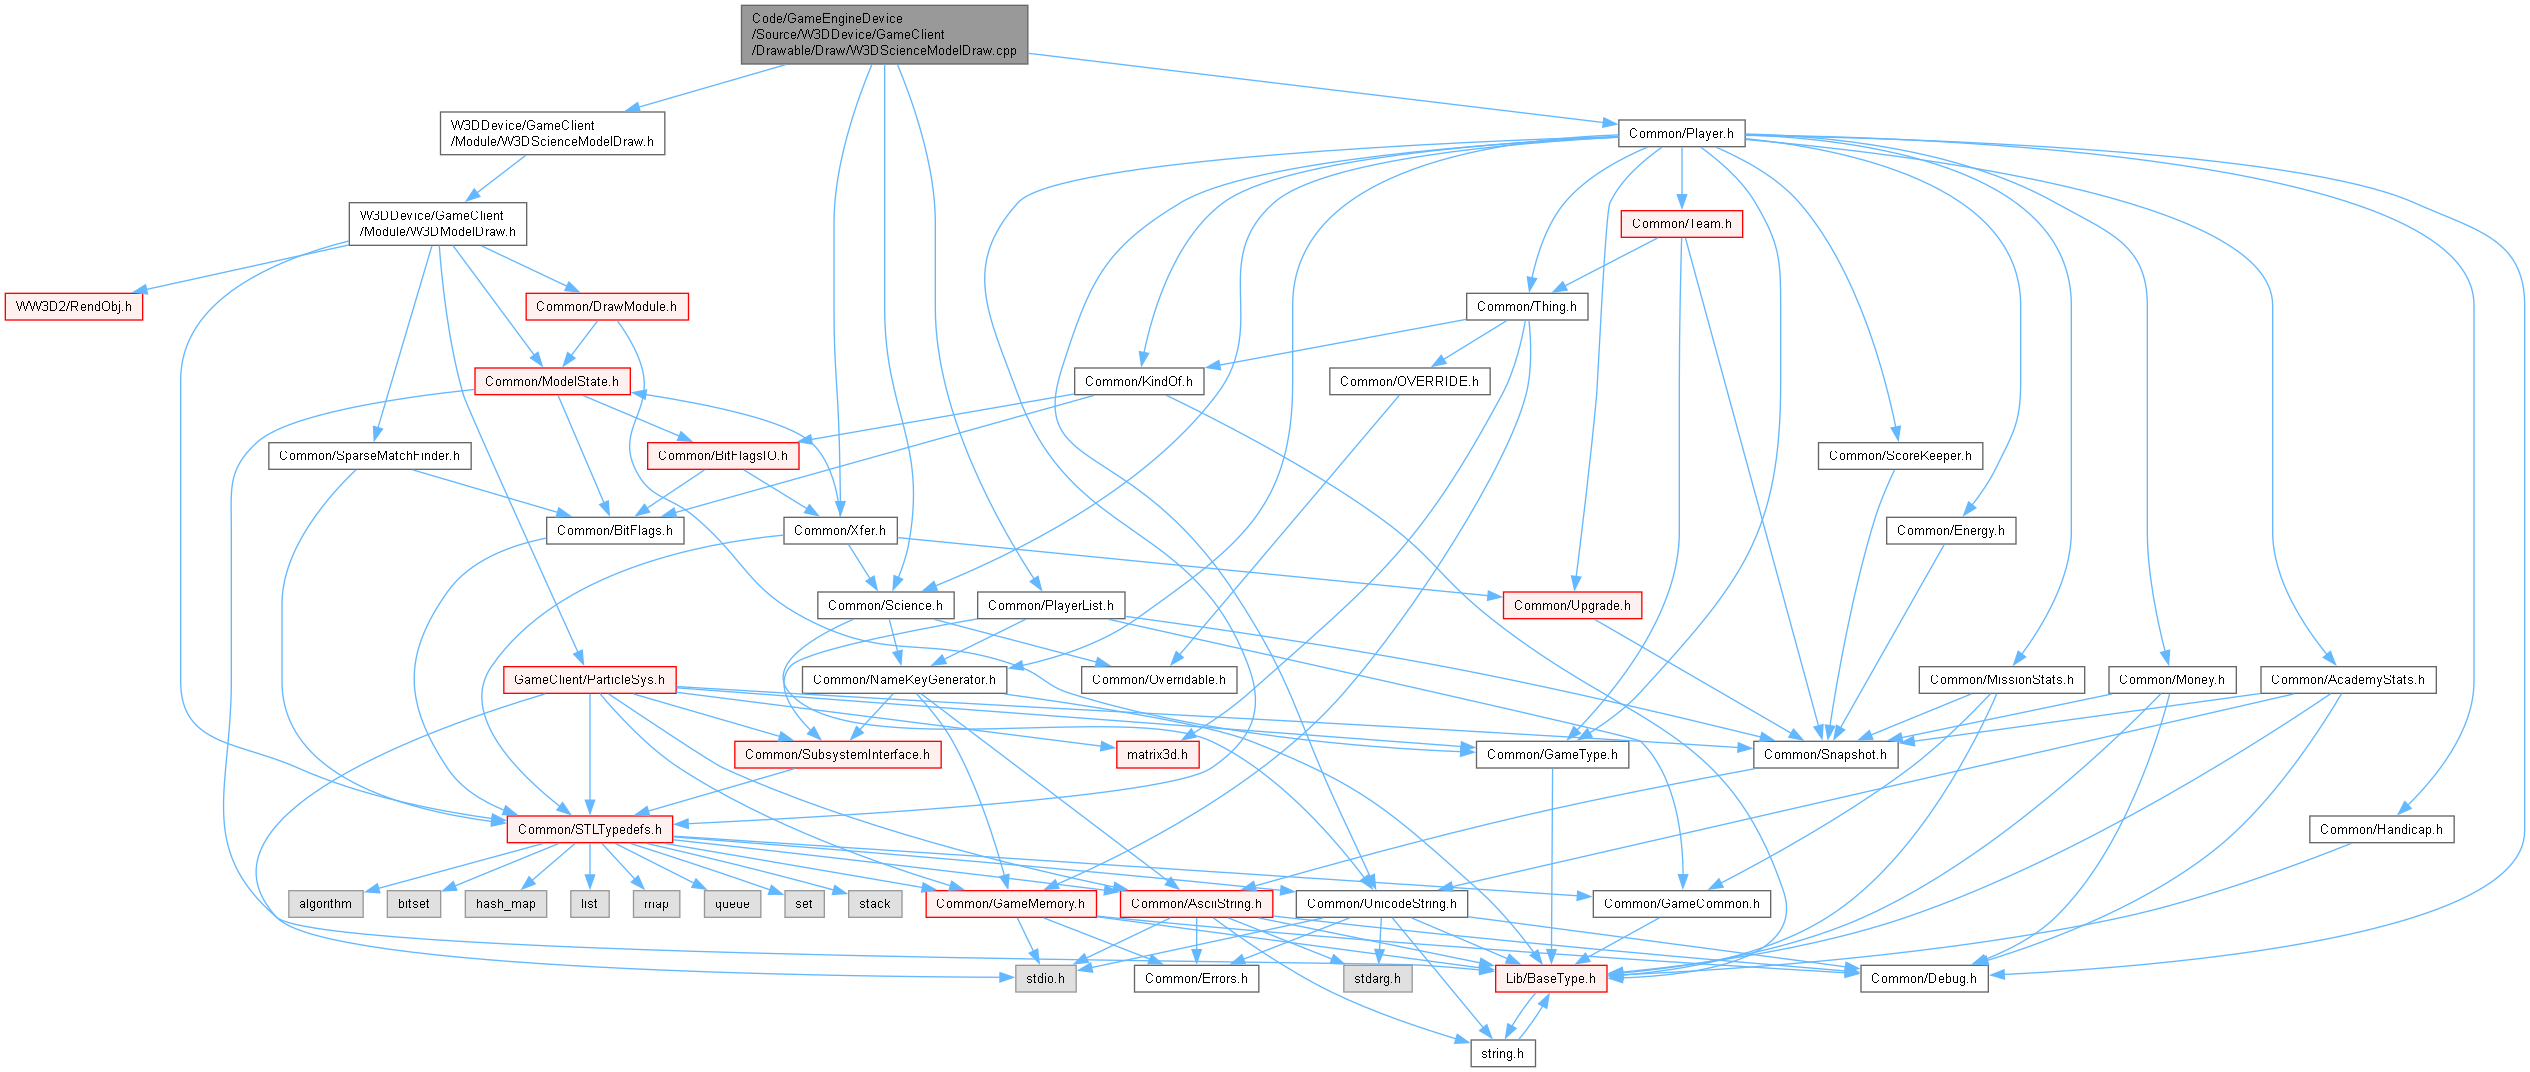 Code/GameEngineDevice
/Source/W3DDevice/GameClient
/Drawable/Draw/W3DScienceModelDraw.cpp
W3DDevice/GameClient
/Module/W3DScienceModelDraw.h
Common/Player.h
W3DDevice/GameClient
/Module/W3DModelDraw.h
Common/Team.h
WW3D2/RendObj.h
Common/DrawModule.h
Common/Thing.h
Common/ModelState.h
Common/KindOf.h
Common/OVERRIDE.h
Common/SparseMatchFinder.h
Common/BitFlagsIO.h
Common/ScoreKeeper.h
Common/BitFlags.h
Common/Xfer.h
Common/Energy.h
Common/Science.h
Common/PlayerList.h
Common/Upgrade.h
GameClient/ParticleSys.h
Common/NameKeyGenerator.h
Common/Overridable.h
Common/MissionStats.h
Common/Money.h
Common/AcademyStats.h
Common/SubsystemInterface.h
matrix3d.h
Common/GameType.h
Common/Snapshot.h
Common/STLTypedefs.h
Common/Handicap.h
algorithm
bitset
hash_map
list
map
queue
set
stack
Common/GameMemory.h
Common/AsciiString.h
Common/UnicodeString.h
Common/GameCommon.h
stdio.h
Common/Errors.h
stdarg.h
Lib/BaseType.h
Common/Debug.h
string.h